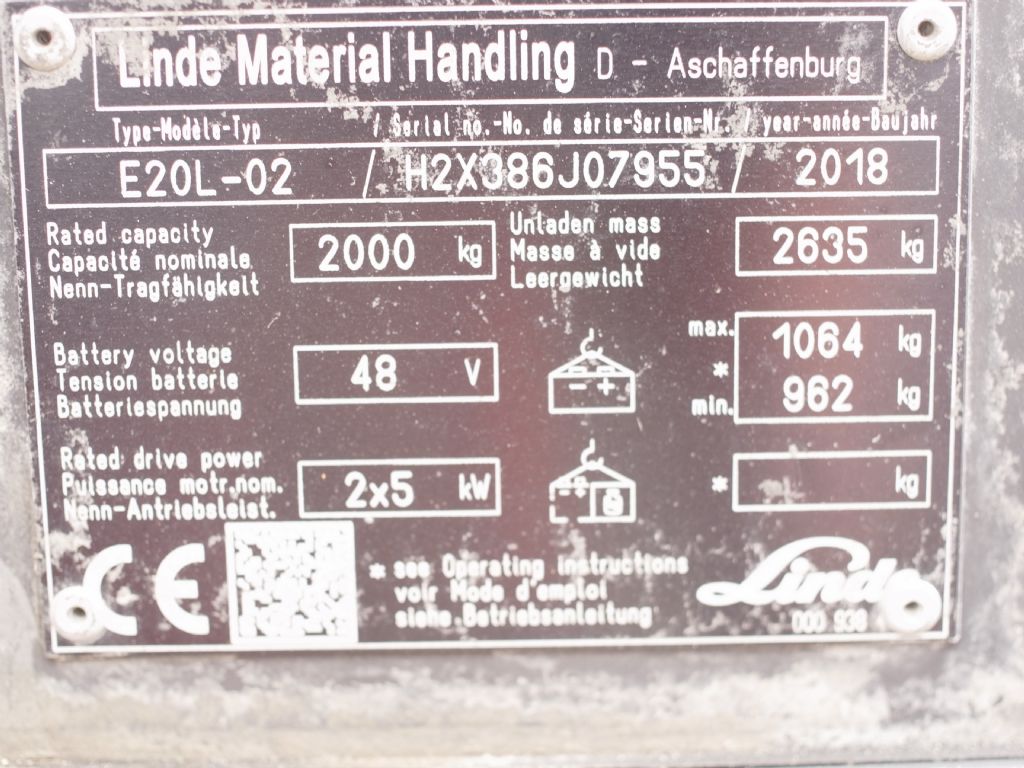 Linde Material Handling D - Aschaffenburg
Type-Modèle-Typ / Serial no.-No. de série-Serien-Nr. / year-année-Baujahr
E20L-02 / H2X386J07955 / 2018
Rated capacity
Capacité nominale
Nenn-Tragfähigkeit
2000 kg
Unladen mass
Masse à vide
Leergewicht
2635 kg
Battery voltage
Tension batterie
Batteriespannung
48 V
- +
max. 1064 kg
*
min. 962 kg
Rated drive power
Puissance motr.nom.
Nenn-Antriebsleist.
2x5 kW
- +
* kg
CE
* see Operating instructions
voir Mode d'emploi
siehe Betriebsanleitung
Linde
000 938